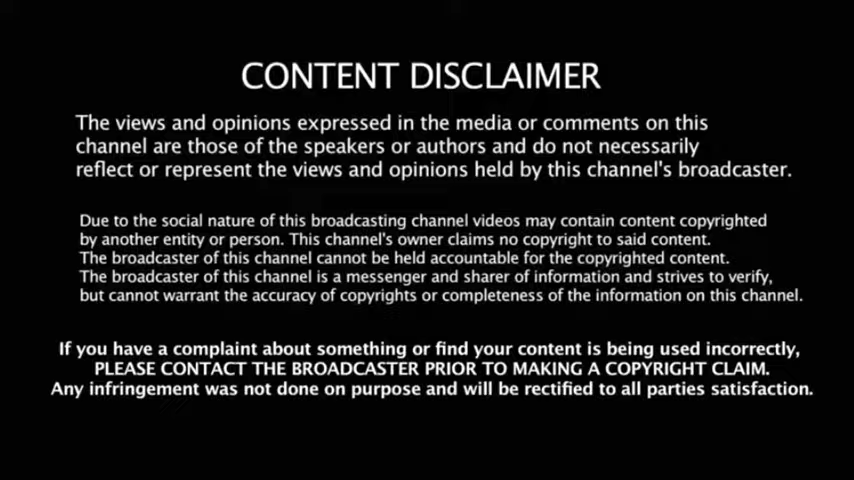 CONTENT DISCLAIMER
The views and opinions expressed in the media or comments on this
channel are those of the speakers or authors and do not necessarily
reflect or represent the views and opinions held by this channel's broadcaster.
Due to the social nature of this broadcasting channel videos may contain content copyrighted
by another entity or person. This channel's owner claims no copyright to said content.
The broadcaster of this channel cannot be held accountable for the copyrighted content.
The broadcaster of this channel is a messenger and sharer of information and strives to verify,
but cannot warrant the accuracy of copyrights or completeness of the information on this channel.
If you have a complaint about something or find your content is being used incorrectly,
PLEASE CONTACT THE BROADCASTER PRIOR TO MAKING A COPYRIGHT CLAIM.
Any infringement was not done on purpose and will be rectified to all parties satisfaction.